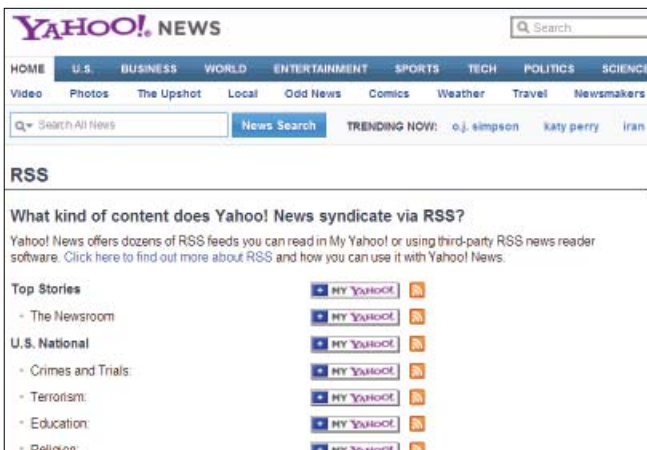 YAHOO!® NEWS
Search
HOME U.S. BUSINESS WORLD ENTERTAINMENT SPORTS TECH POLITICS SCIENCE
Video Photos The Upshot Local Odd News Comics Weather Travel Newsmakers
Search All News News Search TRENDING NOW: o.j. simpson katy perry iran
RSS
What kind of content does Yahoo! News syndicate via RSS?
Yahoo! News offers dozens of RSS feeds you can read in My Yahoo! or using third-party RSS news reader
software. Click here to find out more about RSS and how you can use it with Yahoo! News.
Top Stories + MY YAHOO!
The Newsroom + MY YAHOO!
U.S. National + MY YAHOO!
Crimes and Trials: + MY YAHOO!
Terrorism: + MY YAHOO!
Education: + MY YAHOO!
Religion: + MY YAHOO!